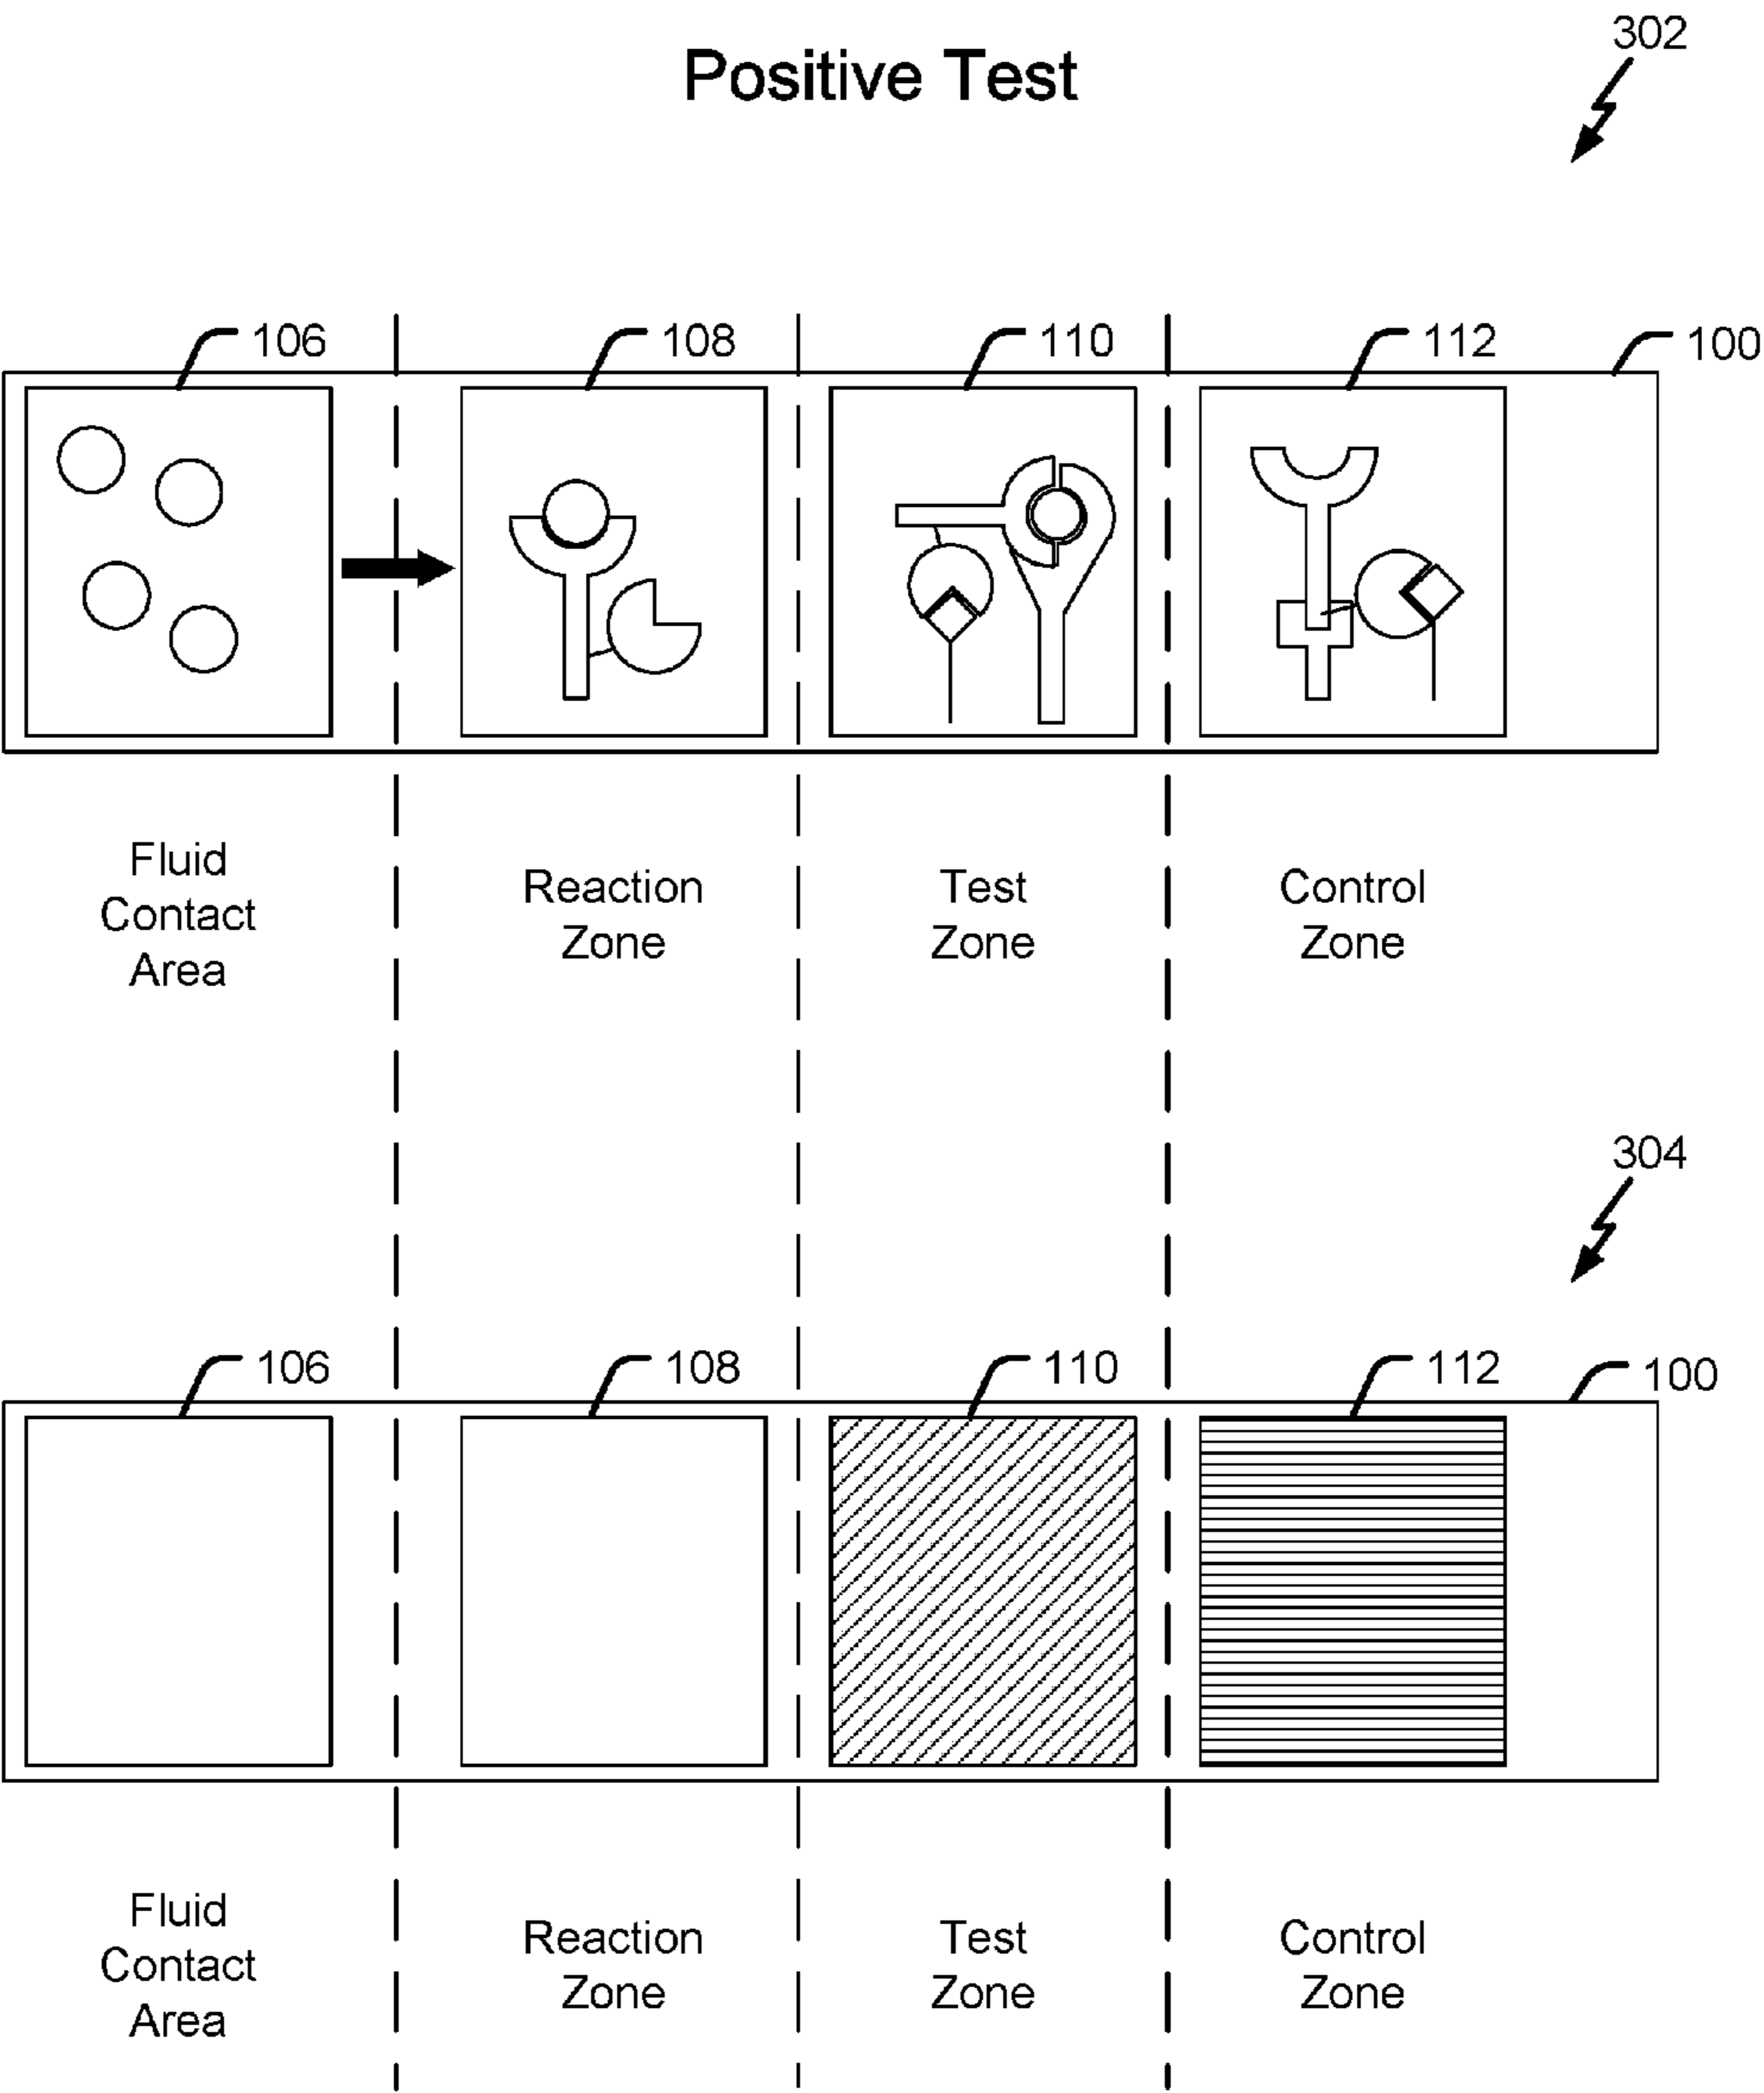 302
Positive Test
106
108
110
112
100
Fluid
Contact
Area
Reaction
Zone
Test
Zone
Control
Zone
304
106
108
110
112
100
Fluid
Contact
Area
Reaction
Zone
Test
Zone
Control
Zone